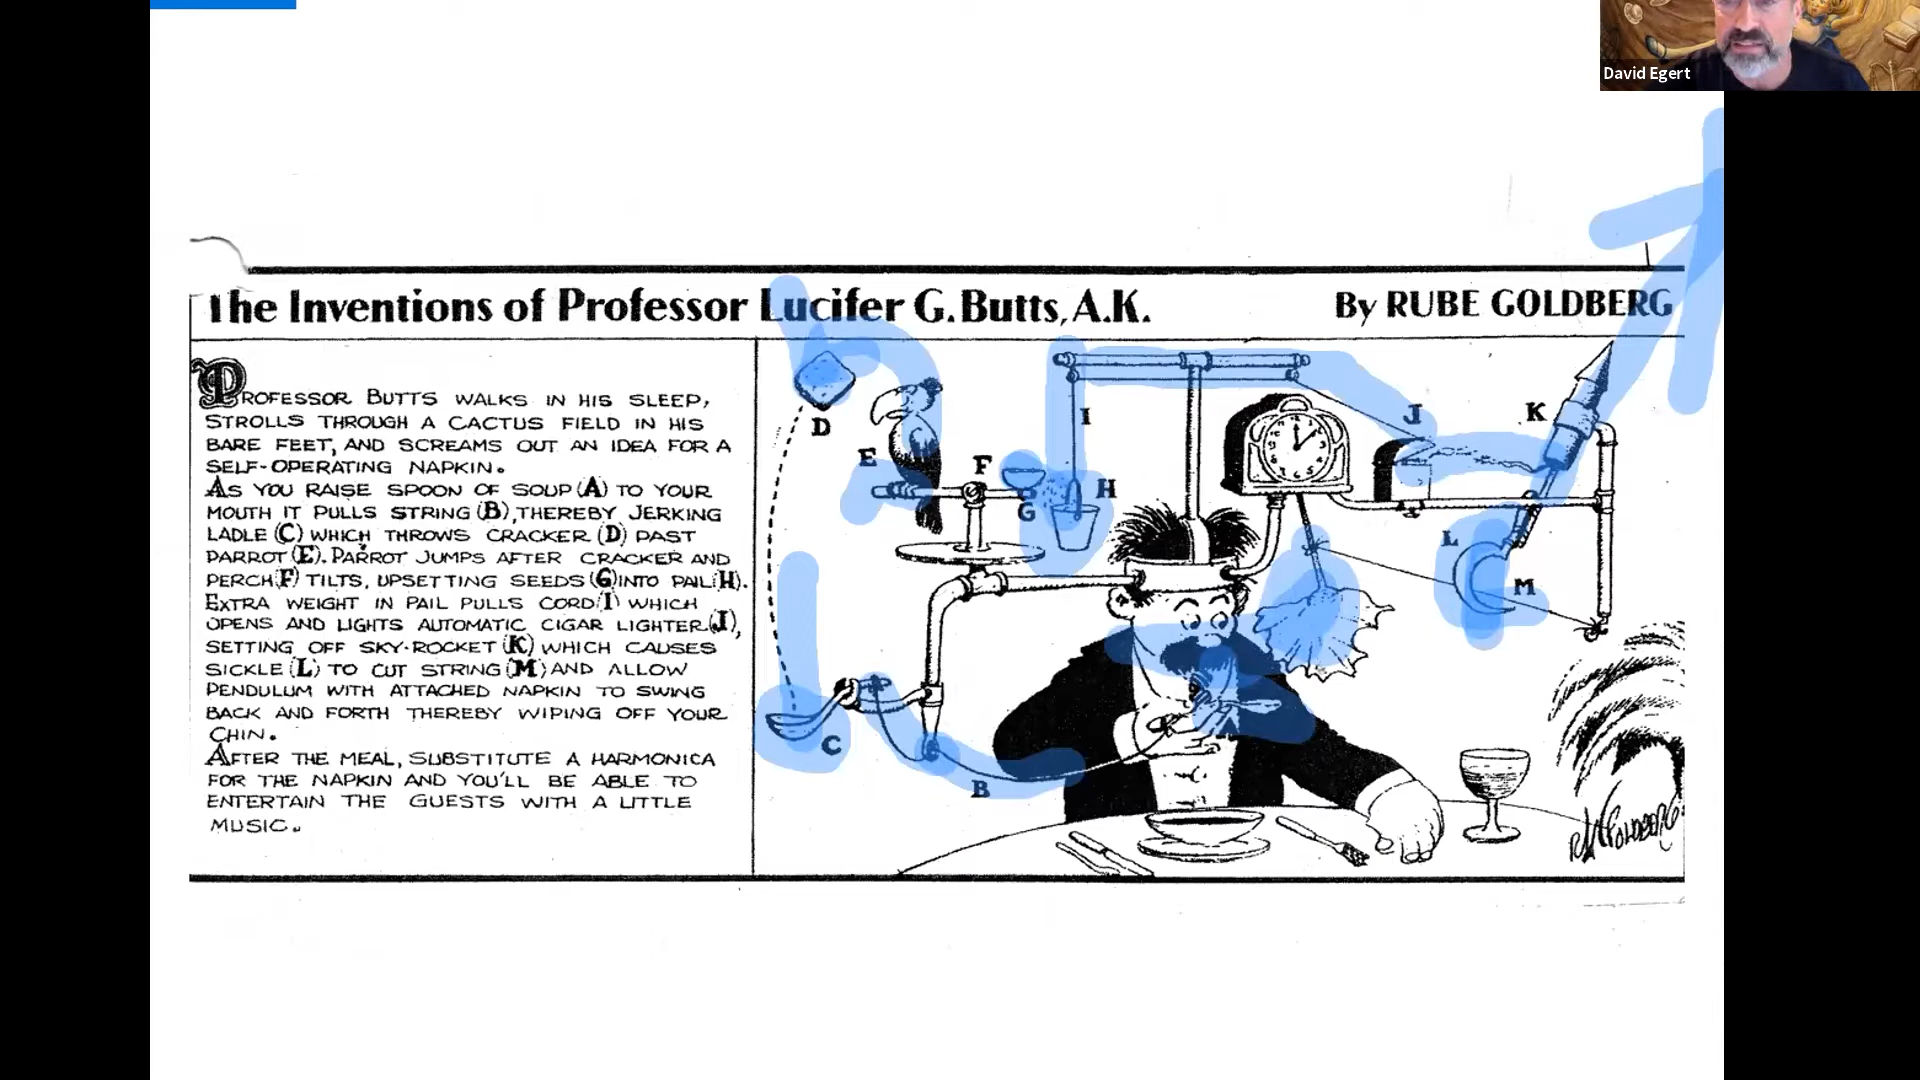 David Egert
The Inventions of Professor Lucifer G. Butts, A.K.
By RUBE GOLDBERG
PROFESSOR BUTTS WALKS IN HIS SLEEP,
STROLLS THROUGH A CACTUS FIELD IN HIS
BARE FEET, AND SCREAMS OUT AN IDEA FOR A
SELF-OPERATING NAPKIN.
AS YOU RAISE SPOON OF SOUP (A) TO YOUR
MOUTH IT PULLS STRING (B), THEREBY JERKING
LADLE (C) WHICH THROWS CRACKER (D) PAST
PARROT (E). PARROT JUMPS AFTER CRACKER AND
PERCH (F) TILTS, UPSETTING SEEDS (G) INTO PAIL (H).
EXTRA WEIGHT IN PAIL PULLS CORD (I) WHICH
OPENS AND LIGHTS AUTOMATIC CIGAR LIGHTER (J),
SETTING OFF SKY-ROCKET (K) WHICH CAUSES
SICKLE (L) TO CUT STRING (M) AND ALLOW
PENDULUM WITH ATTACHED NAPKIN TO SWING
BACK AND FORTH THEREBY WIPING OFF YOUR
CHIN.
AFTER THE MEAL, SUBSTITUTE A HARMONICA
FOR THE NAPKIN AND YOU'LL BE ABLE TO
ENTERTAIN THE GUESTS WITH A LITTLE
MUSIC.
D
E
F
G
H
I
J
K
L
M
C
B
A
RUBE GOLDBERG